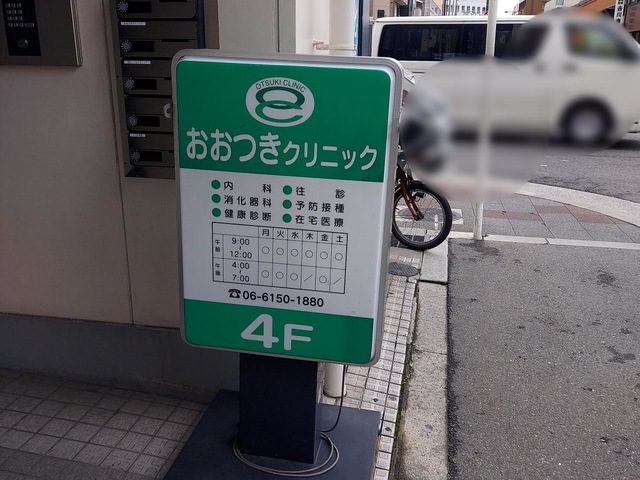 OTSUKI CLINIC
おおつきクリニック
●内科 ●往診
●消化器科 ●予防接種
●健康診断 ●在宅医療
月 火 水 木 金 土
午前 9:00 ~ 12:00 ○ ○ ○ ○ ○ ○
午後 4:00 ~ 7:00 ○ ○ ○ / ○ /
☎06-6150-1880
4F